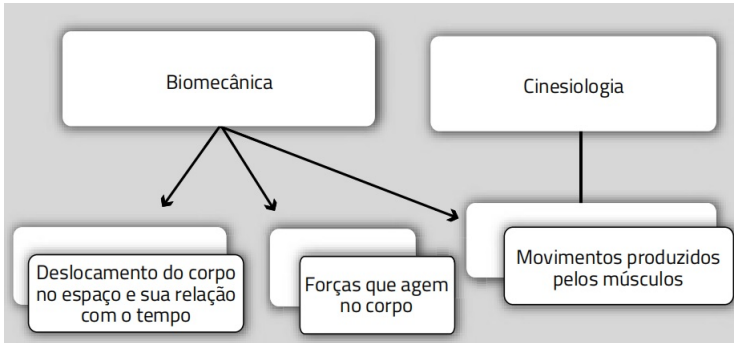 Biomecânica
Cinesiologia
Deslocamento do corpo
no espaço e sua relação
com o tempo
Forças que agem
no corpo
Movimentos produzidos
pelos músculos